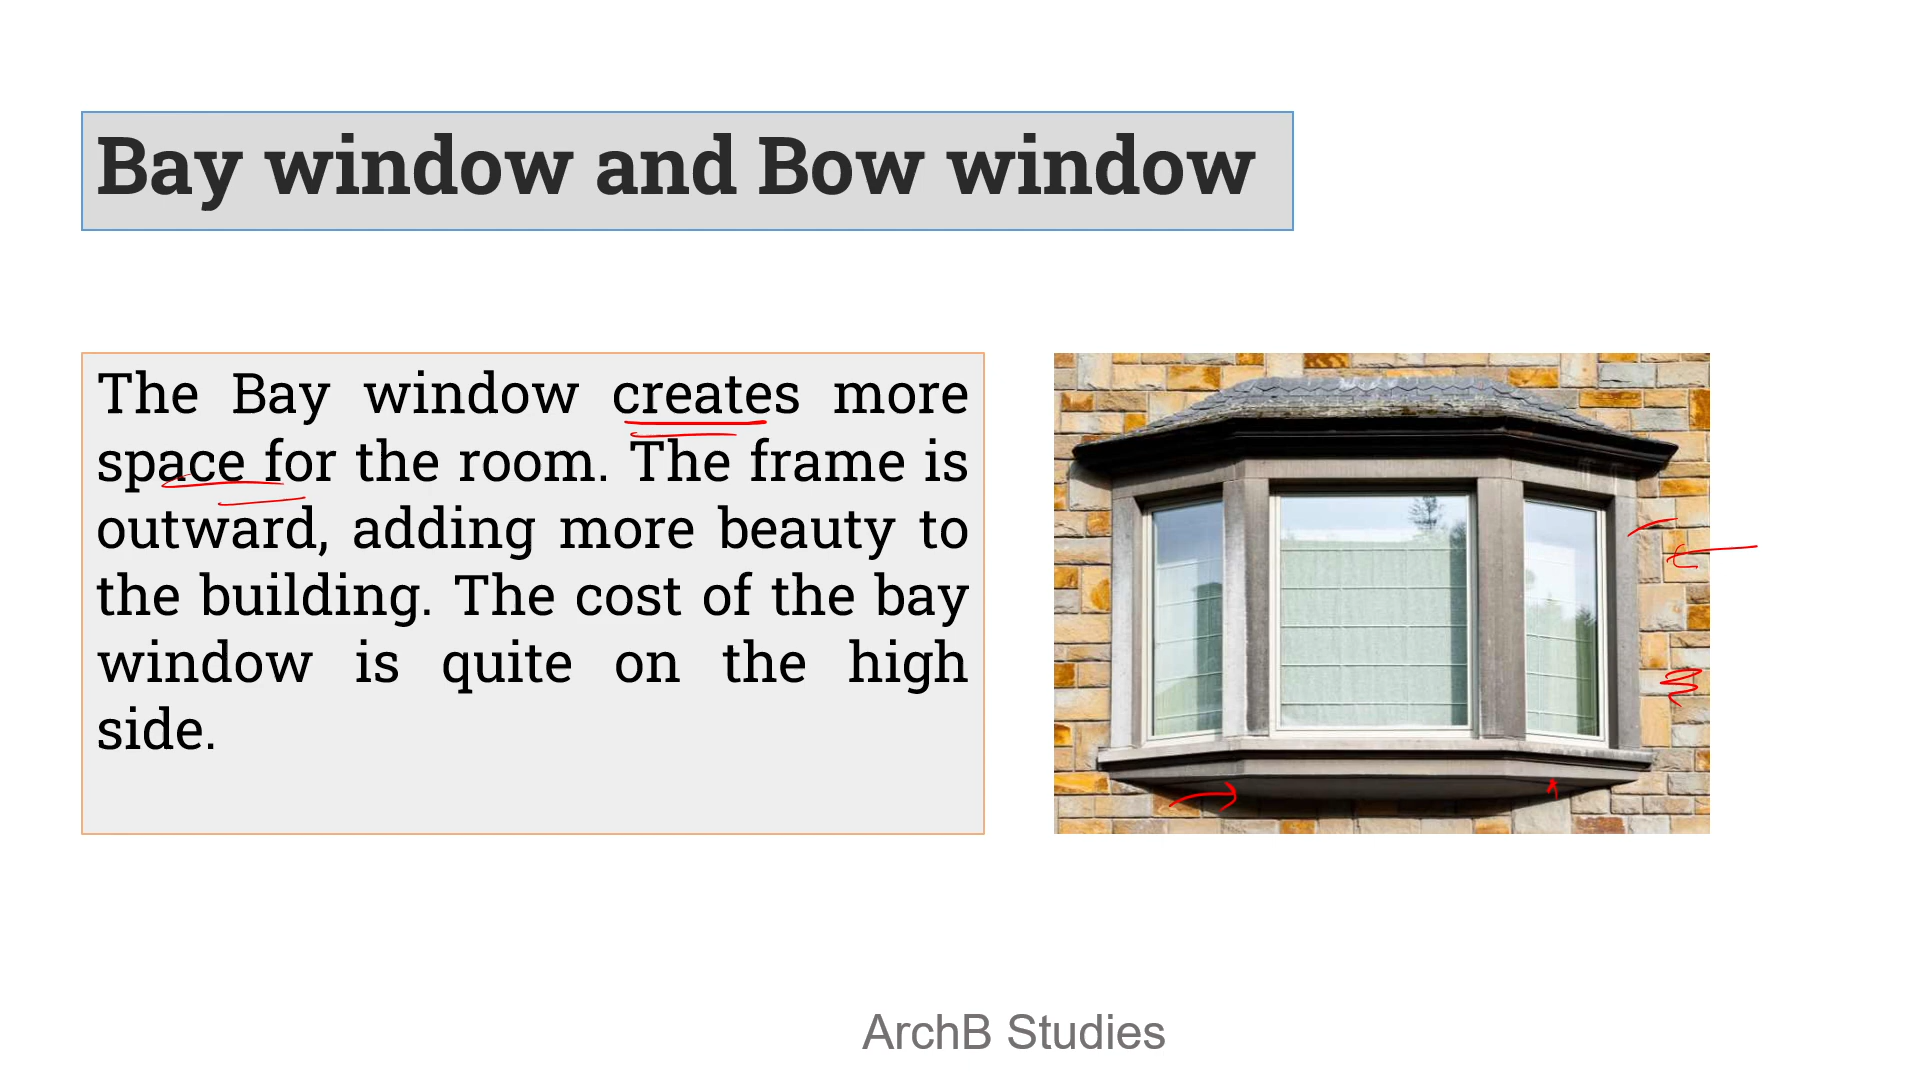 Bay window and Bow window
The Bay window creates more
space for the room. The frame is
outward, adding more beauty to
the building. The cost of the bay
window is quite on the high
side.
ArchB Studies